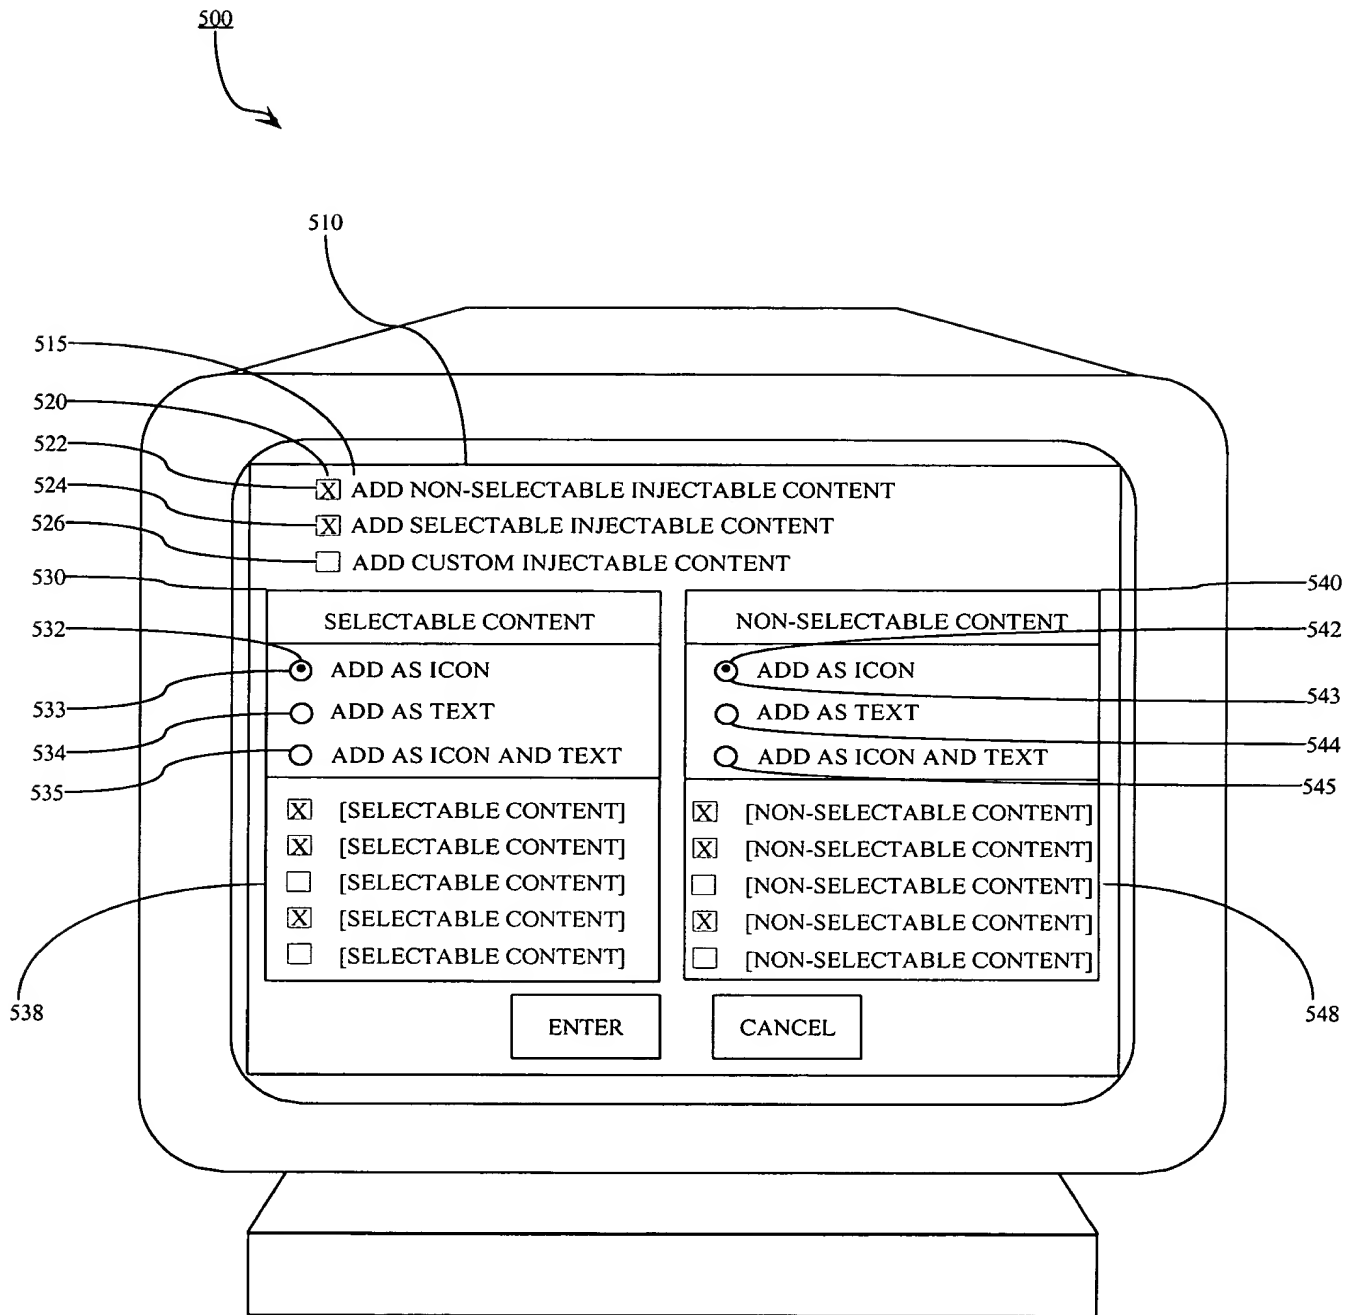 500
510
515
520
522
524
526
530
532
533
534
535
538
540
542
543
544
545
548
X ADD NON-SELECTABLE INJECTABLE CONTENT
X ADD SELECTABLE INJECTABLE CONTENT
ADD CUSTOM INJECTABLE CONTENT
SELECTABLE CONTENT
ADD AS ICON
ADD AS TEXT
ADD AS ICON AND TEXT
X [SELECTABLE CONTENT]
X [SELECTABLE CONTENT]
[SELECTABLE CONTENT]
X [SELECTABLE CONTENT]
[SELECTABLE CONTENT]
NON-SELECTABLE CONTENT
ADD AS ICON
ADD AS TEXT
ADD AS ICON AND TEXT
X [NON-SELECTABLE CONTENT]
X [NON-SELECTABLE CONTENT]
[NON-SELECTABLE CONTENT]
X [NON-SELECTABLE CONTENT]
[NON-SELECTABLE CONTENT]
ENTER
CANCEL